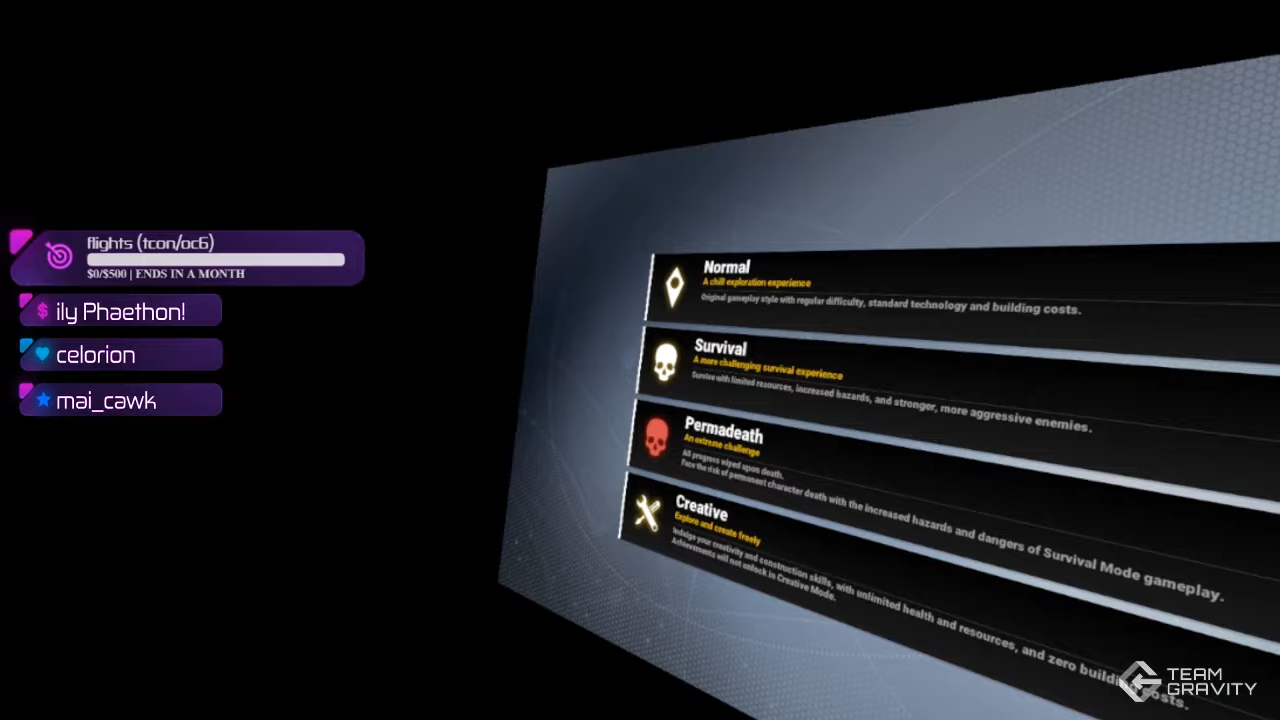 flights (tcon/oc6)
$0/$500 | ENDS IN A MONTH
ily Phaethon!
celorion
mai_cawk
Normal
A chill exploration experience
Original gameplay style with regular difficulty, standard technology and building costs.
Survival
A more challenging survival experience
Survive with limited resources, increased hazards, and stronger, more aggressive enemies.
Permadeath
An extreme challenge
All progress wiped upon death.
Face the risk of permanent character death with the increased hazards and dangers of Survival Mode gameplay.
Creative
Explore and create freely
Indulge your creativity and construction skills, with unlimited health and resources, and zero building costs.
Achievements will not unlock in Creative Mode.
TEAM
GRAVITY